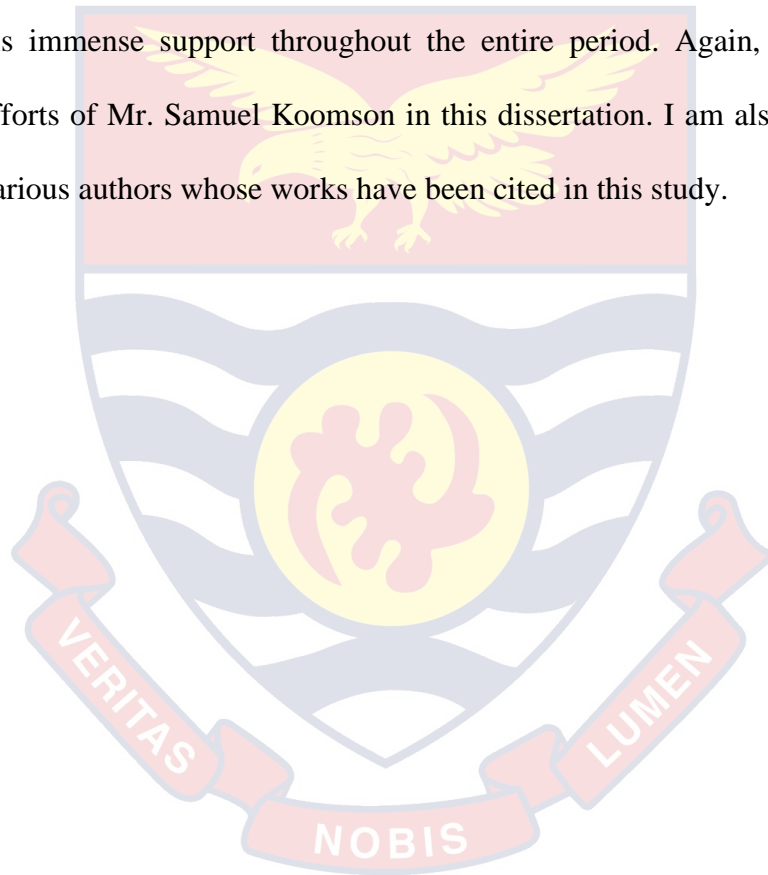 s immense support throughout the entire period. Again,
fforts of Mr. Samuel Koomson in this dissertation. I am als
arious authors whose works have been cited in this study.
VERITAS
NOBIS
LUMEN